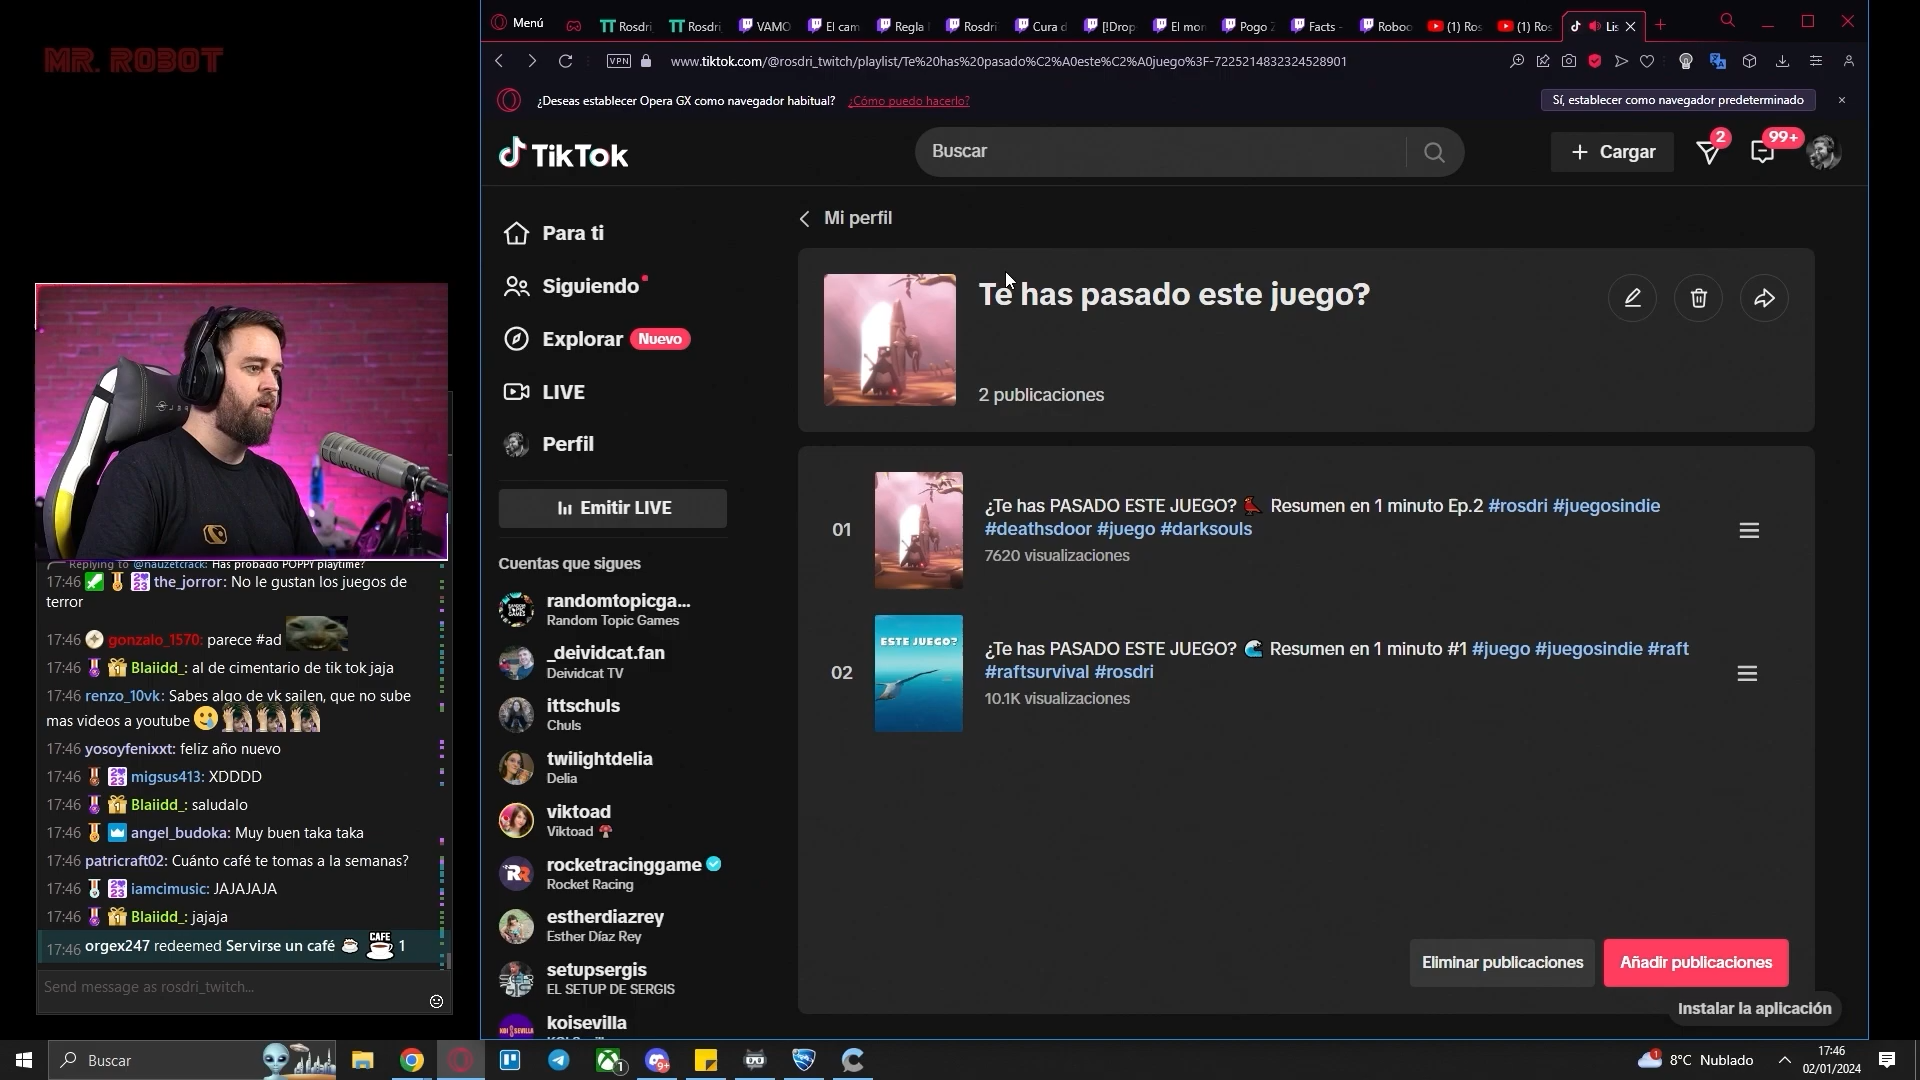 MR. ROBOT
Menú
Rosdri
Rosdri
VAMO
El cam
Regla
Rosdri
Cura d
[!Drop
El mon
Pogo
Facts -
Roboc
(1) Ros
(1) Ros
Lis
VPN
www.tiktok.com/@rosdri_twitch/playlist/Te%20has%20pasado%C2%A0este%C2%A0juego%3F-7225214832324528901
¿Deseas establecer Opera GX como navegador habitual?
¿Cómo puedo hacerlo?
Sí, establecer como navegador predeterminado
TikTok
Buscar
Cargar
2
99+
Para ti
Siguiendo
Explorar Nuevo
LIVE
Perfil
Emitir LIVE
Cuentas que sigues
randomtopicga...
Random Topic Games
_deividcat.fan
Deividcat TV
ittschuls
Chuls
twilightdelia
Delia
viktoad
Viktoad
rocketracinggame
Rocket Racing
estherdiazrey
Esther Díaz Rey
setupsergis
EL SETUP DE SERGIS
koisevilla
Mi perfil
Te has pasado este juego?
2 publicaciones
01
¿Te has PASADO ESTE JUEGO? Resumen en 1 minuto Ep.2 #rosdri #juegosindie
#deathsdoor #juego #darksouls
7620 visualizaciones
02
ESTE JUEGO?
¿Te has PASADO ESTE JUEGO? Resumen en 1 minuto #1 #juego #juegosindie #raft
#raftsurvival #rosdri
10.1K visualizaciones
Eliminar publicaciones
Añadir publicaciones
Instalar la aplicación
Replying to @nauzetcrack: Has probado POPPY playtime?
17:46 the_jorror: No le gustan los juegos de
terror
17:46 gonzalo_1570: parece #ad
17:46 Blaiidd_: al de cimentario de tik tok jaja
17:46 renzo_10vk: Sabes algo de vk sailen, que no sube
mas videos a youtube
17:46 yosoyfenixxt: feliz año nuevo
17:46 migsus413: XDDDD
17:46 Blaiidd_: saludalo
17:46 angel_budoka: Muy buen taka taka
17:46 patricraft02: Cuánto café te tomas a la semanas?
17:46 iamcimusic: JAJAJAJA
17:46 Blaiidd_: jajaja
17:46 orgex247 redeemed Servirse un café CAFE 1
Send message as rosdri_twitch...
Buscar
8°C Nublado
17:46
02/01/2024